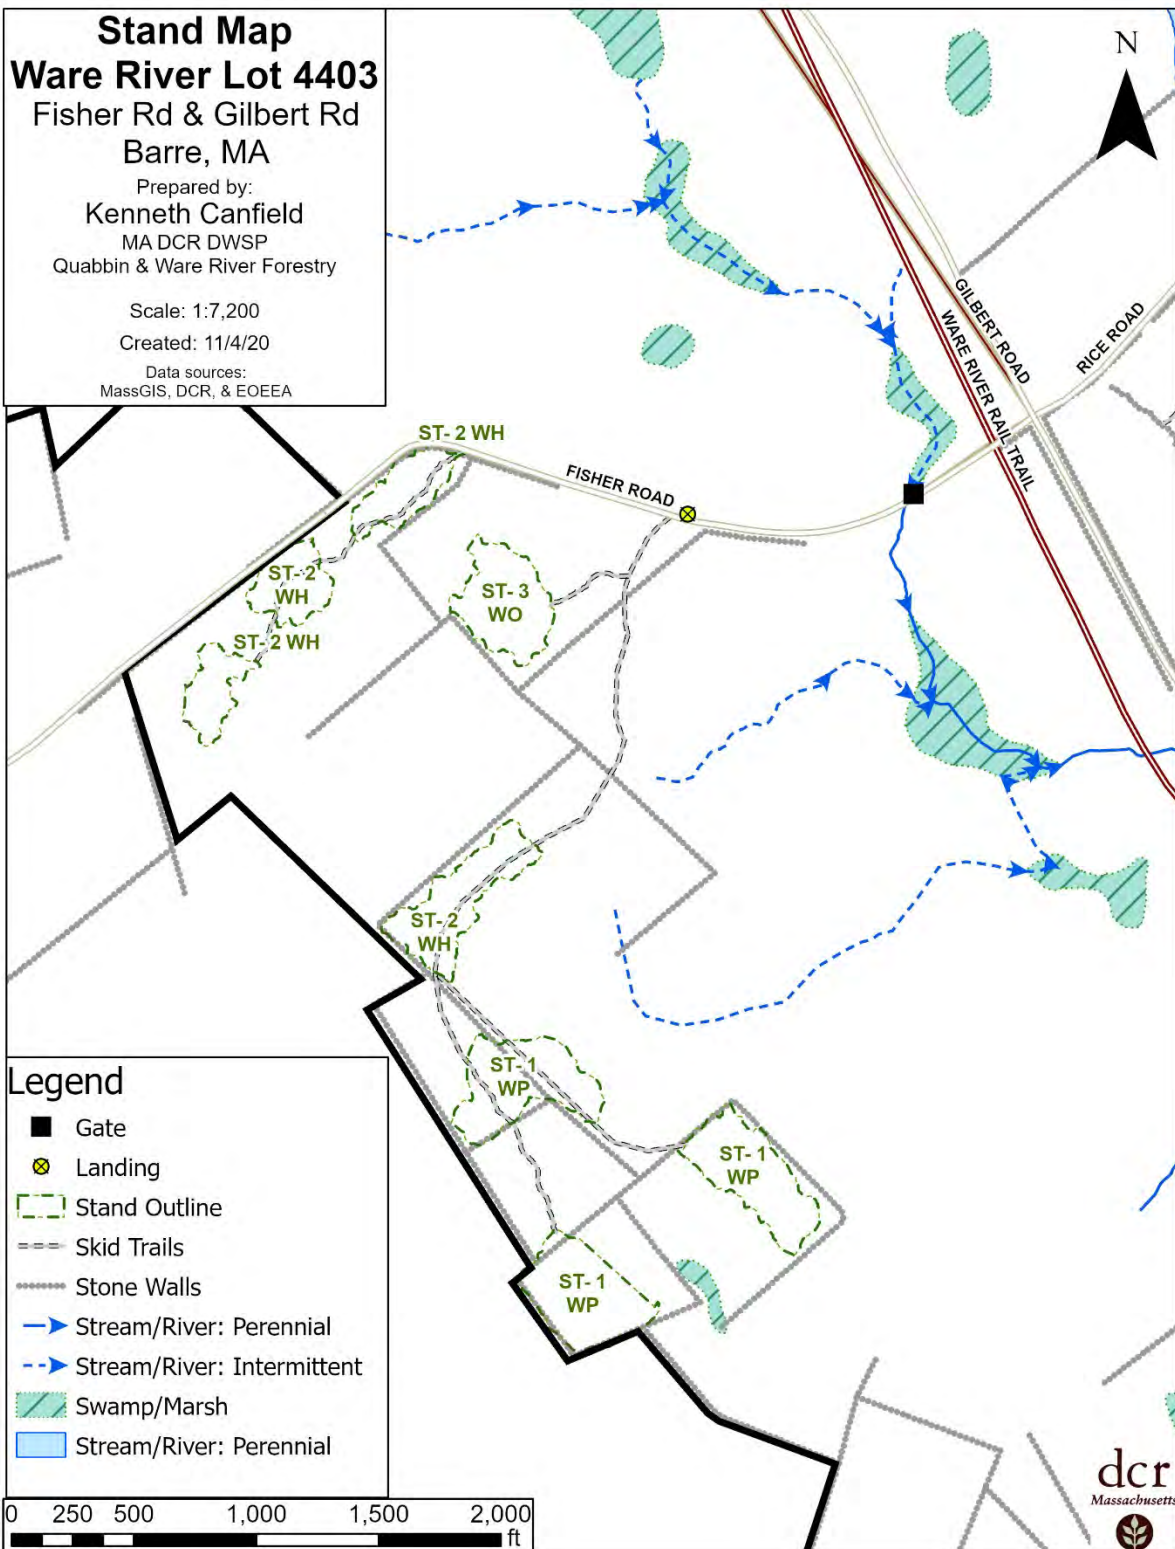 Stand Map
Ware River Lot 4403
Fisher Rd & Gilbert Rd
Barre, MA
Prepared by:
Kenneth Canfield
MA DCR DWSP
Quabbin & Ware River Forestry
Scale: 1:7,200
Created: 11/4/20
Data sources:
MassGIS, DCR, & EOEEA
N
GILBERT ROAD
WARE RIVER RAIL TRAIL
RICE ROAD
ST- 2 WH
FISHER ROAD
ST- 2
WH
ST- 3
WO
ST- 2 WH
ST- 2
WH
ST- 1
WP
ST- 1
WP
ST- 1
WP
Legend
Gate
Landing
Stand Outline
Skid Trails
Stone Walls
Stream/River: Perennial
Stream/River: Intermittent
Swamp/Marsh
Stream/River: Perennial
0 250 500 1,000 1,500 2,000
ft
dcr
Massachusetts